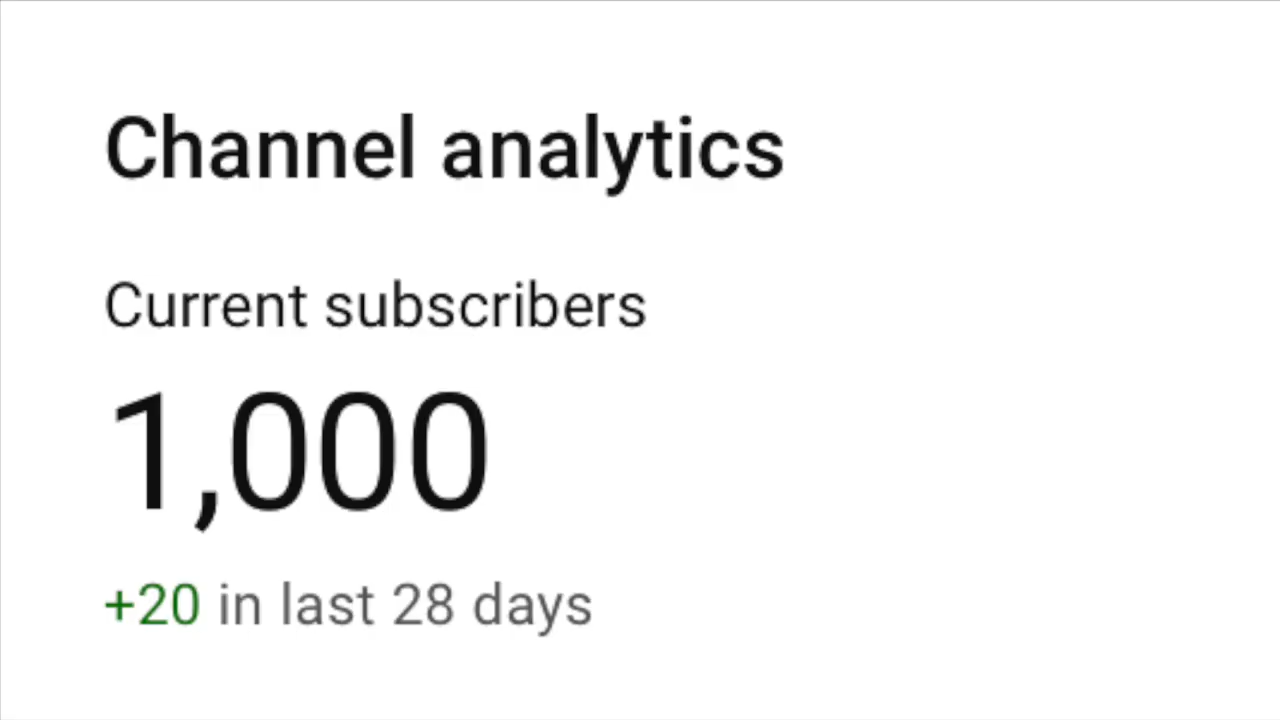 Channel analytics
Current subscribers
1,000
+20 in last 28 days